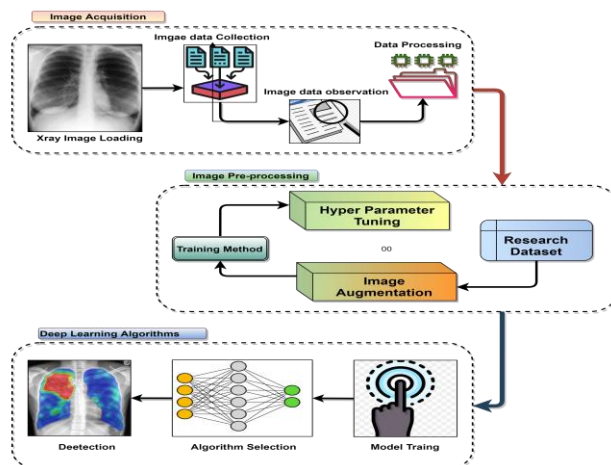 Image Acquisition
Imgae data Collection
Data Processing
Image data observation
Xray Image Loading
Image Pre-processing
Hyper Parameter
Tuning
Training Method
Research
Dataset
Image
Augmentation
Deep Learning Algorithms
Deetection
Algorithm Selection
Model Traing